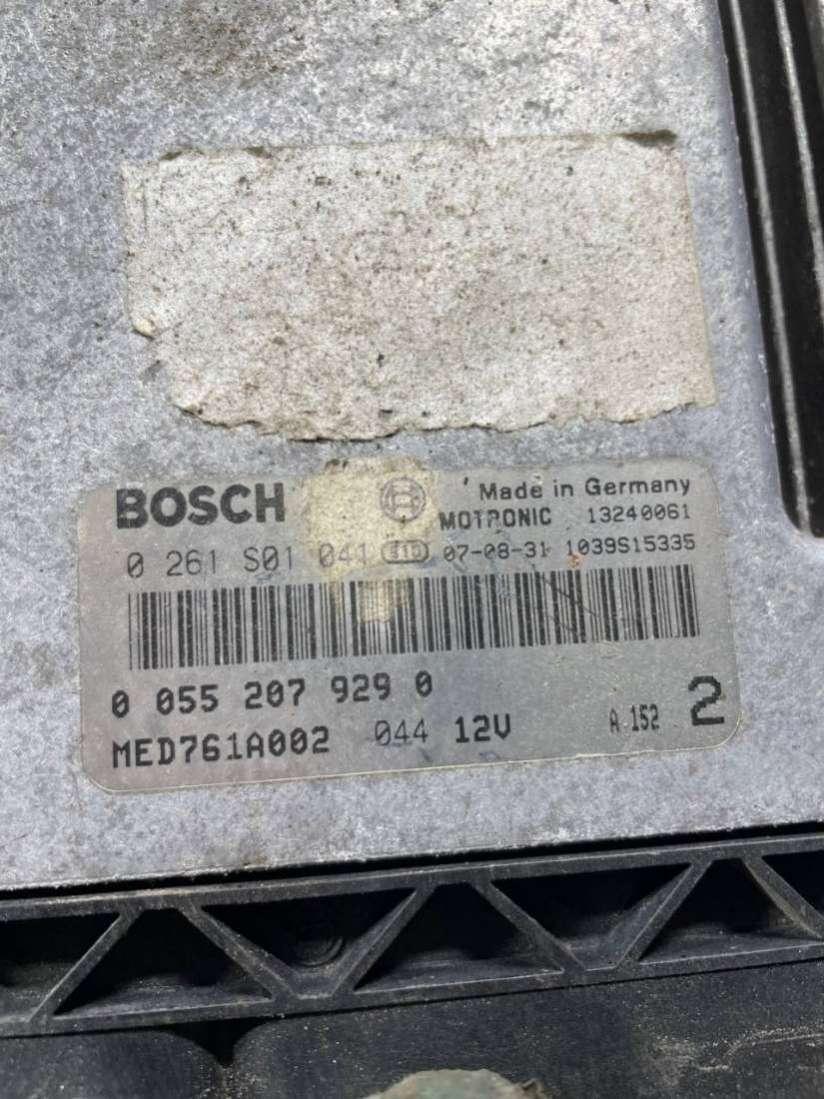 BOSCH Made in Germany
MOTRONIC 13240061
0 261 S01 041 07-08-31 1039S15335
0 055 207 929 0
MED761A002 044 12V A 152 2